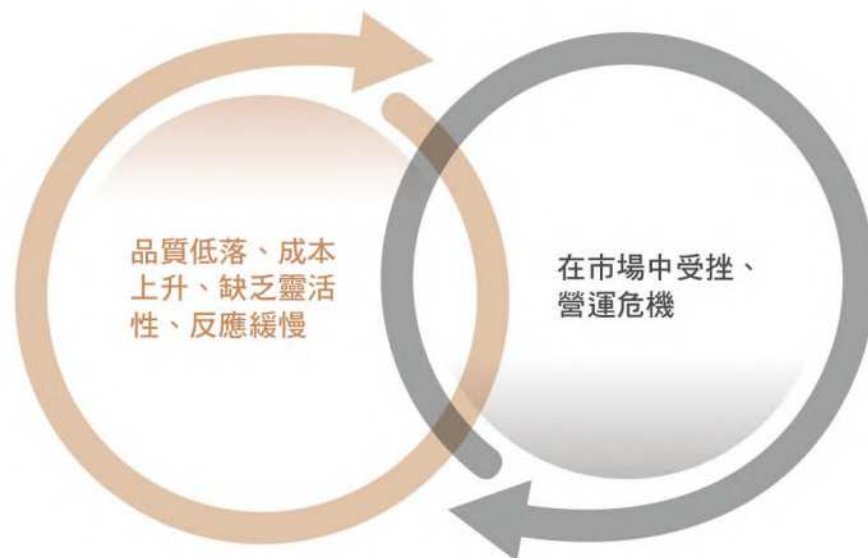 品質低落、成本
上升、缺乏靈活
性、反應緩慢
在市場中受挫、
營運危機